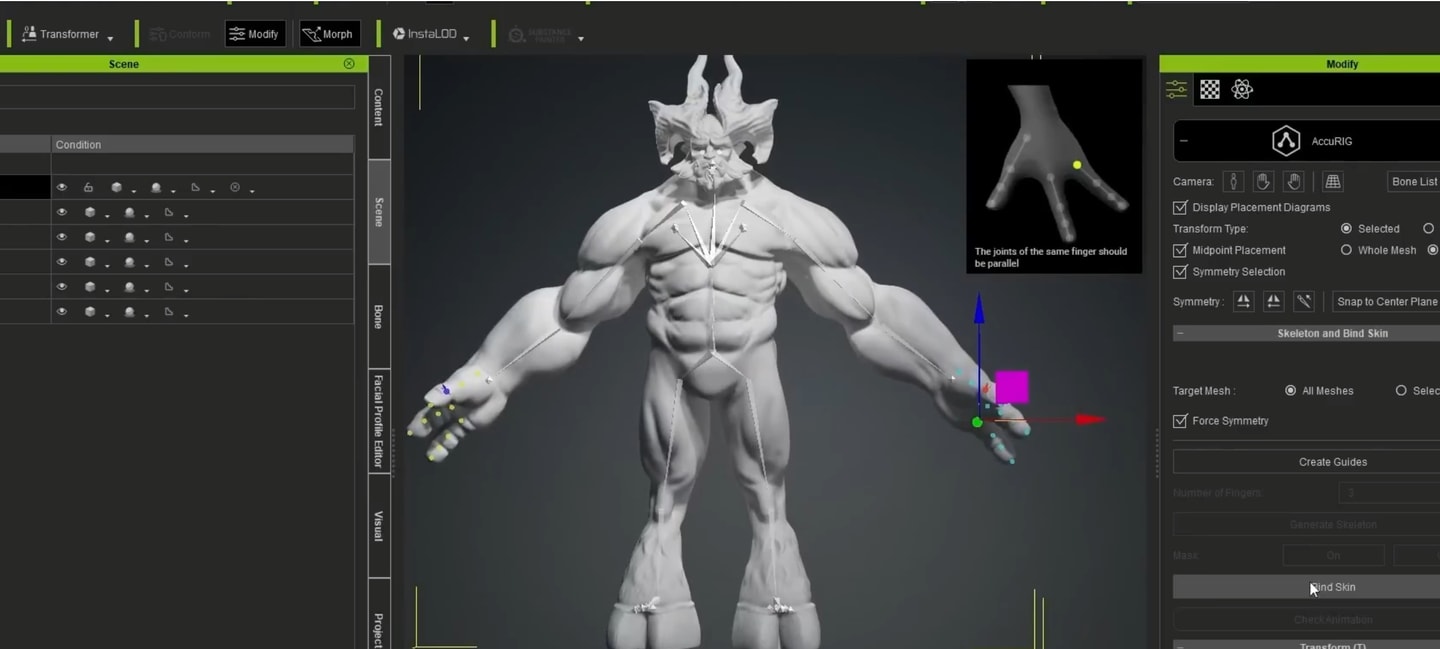 Transformer
Conform
Modify
Morph
InstaLOD
SUBSTANCE
PAINTER
Scene
Modify
Content
Condition
AccuRIG
Camera:
Bone List
Display Placement Diagrams
Scene
Transform Type:
Selected
The joints of the same finger should
be parallel
Midpoint Placement
Whole Mesh
Symmetry Selection
Symmetry:
Snap to Center Plane
Bone
Skeleton and Bind Skin
Facial Profile Editor
Target Mesh :
All Meshes
Selec
Force Symmetry
Create Guides
Number of Fingers:
3
Visual
Generate Skeleton
Mask:
On
Bind Skin
Project
Check Animation
Transform (T)